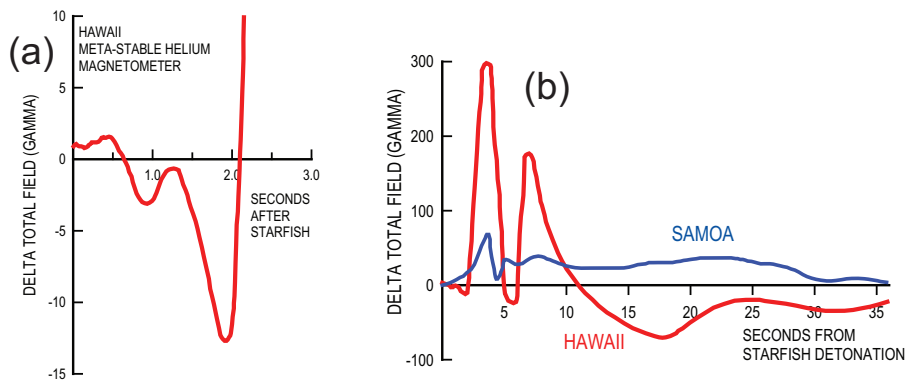 (a)
HAWAII
META-STABLE HELIUM
MAGNETOMETER
DELTA TOTAL FIELD (GAMMA)
10
5
0
-5
-10
-15
1.0
2.0
3.0
SECONDS
AFTER
STARFISH
(b)
DELTA TOTAL FIELD (GAMMA)
300
200
100
0
-100
5
10
15
20
25
30
35
SAMOA
HAWAII
SECONDS FROM
STARFISH DETONATION